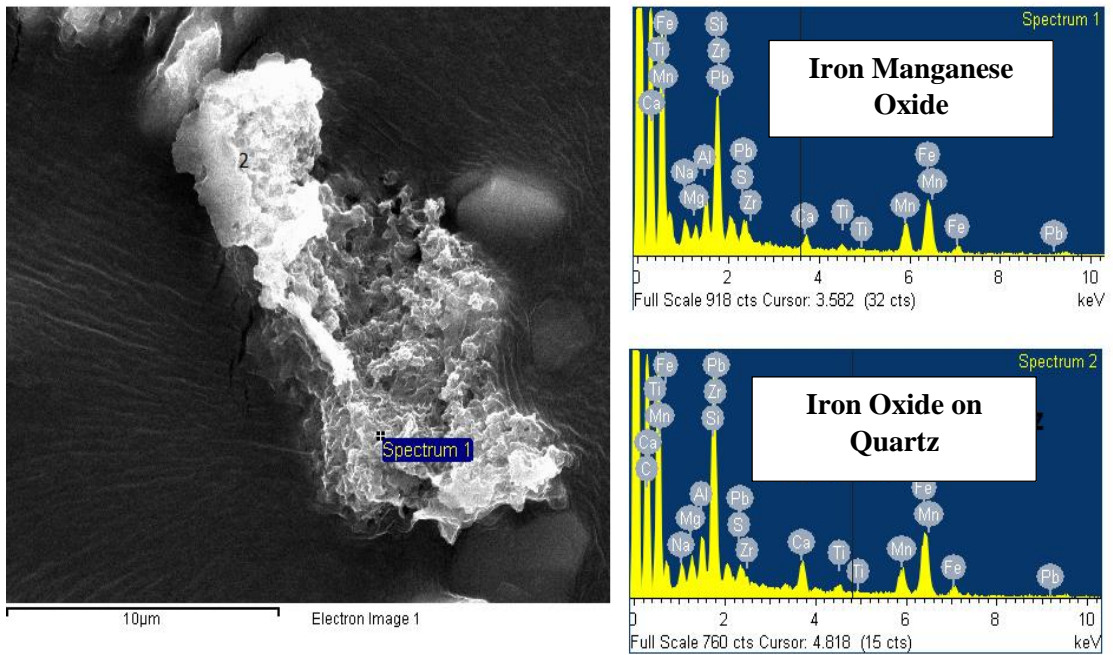 2
Spectrum 1
10µm
Electron Image 1
Spectrum 1
Iron Manganese
Oxide
Fe
Ti
Mn
Ca
Si
Zr
Pb
Na
Mg
Al
Pb
S
Zr
Ca
Ti
Ti
Mn
Fe
Mn
Fe
Pb
0 2 4 6 8 10
Full Scale 918 cts Cursor: 3.582 (32 cts) keV
Spectrum 2
Iron Oxide on
Quartz
Fe
Ti
Mn
Ca
C
Pb
Zr
Si
Al
Mg
Na
Pb
S
Zr
Ca
Ti
Ti
Mn
Fe
Mn
Fe
Pb
0 2 4 6 8 10
Full Scale 760 cts Cursor: 4.818 (15 cts) keV